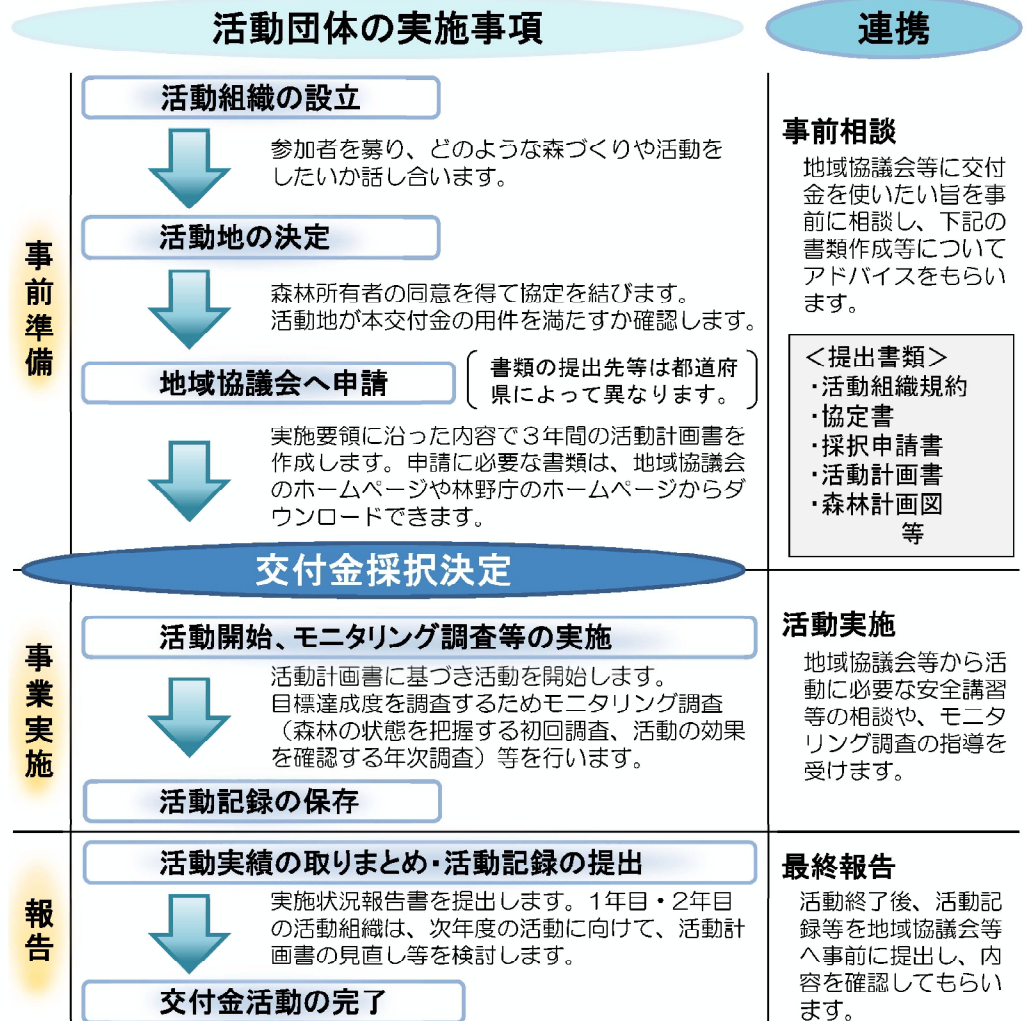 活動団体の実施事項
連携
事前準備
活動組織の設立
参加者を募り、どのような森づくりや活動を
したいか話し合います。
活動地の決定
森林所有者の同意を得て協定を結びます。
活動地が本交付金の用件を満たすか確認します。
地域協議会へ申請
書類の提出先等は都道府
県によって異なります。
実施要領に沿った内容で3年間の活動計画書を
作成します。申請に必要な書類は、地域協議会
のホームページや林野庁のホームページからダ
ウンロードできます。
事前相談
地域協議会等に交付
金を使いたい旨を事
前に相談し、下記の
書類作成等について
アドバイスをもらい
ます。
＜提出書類＞
・活動組織規約
・協定書
・採択申請書
・活動計画書
・森林計画図
等
交付金採択決定
事業実施
活動開始、モニタリング調査等の実施
活動計画書に基づき活動を開始します。
目標達成度を調査するためモニタリング調査
（森林の状態を把握する初回調査、活動の効果
を確認する年次調査）等を行います。
活動記録の保存
活動実施
地域協議会等から活
動に必要な安全講習
等の相談や、モニタ
リング調査の指導を
受けます。
報告
活動実績の取りまとめ・活動記録の提出
実施状況報告書を提出します。1年目・2年目
の活動組織は、次年度の活動に向けて、活動計
画書の見直し等を検討します。
交付金活動の完了
最終報告
活動終了後、活動記
録等を地域協議会等
へ事前に提出し、内
容を確認してもらい
ます。